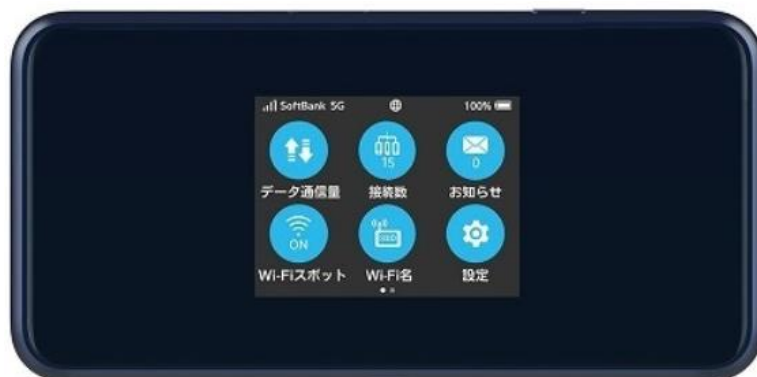 SoftBank 5G 100%
15 0
データ通信量 接続数 お知らせ
ON SSID
Wi-Fiスポット Wi-Fi名 設定